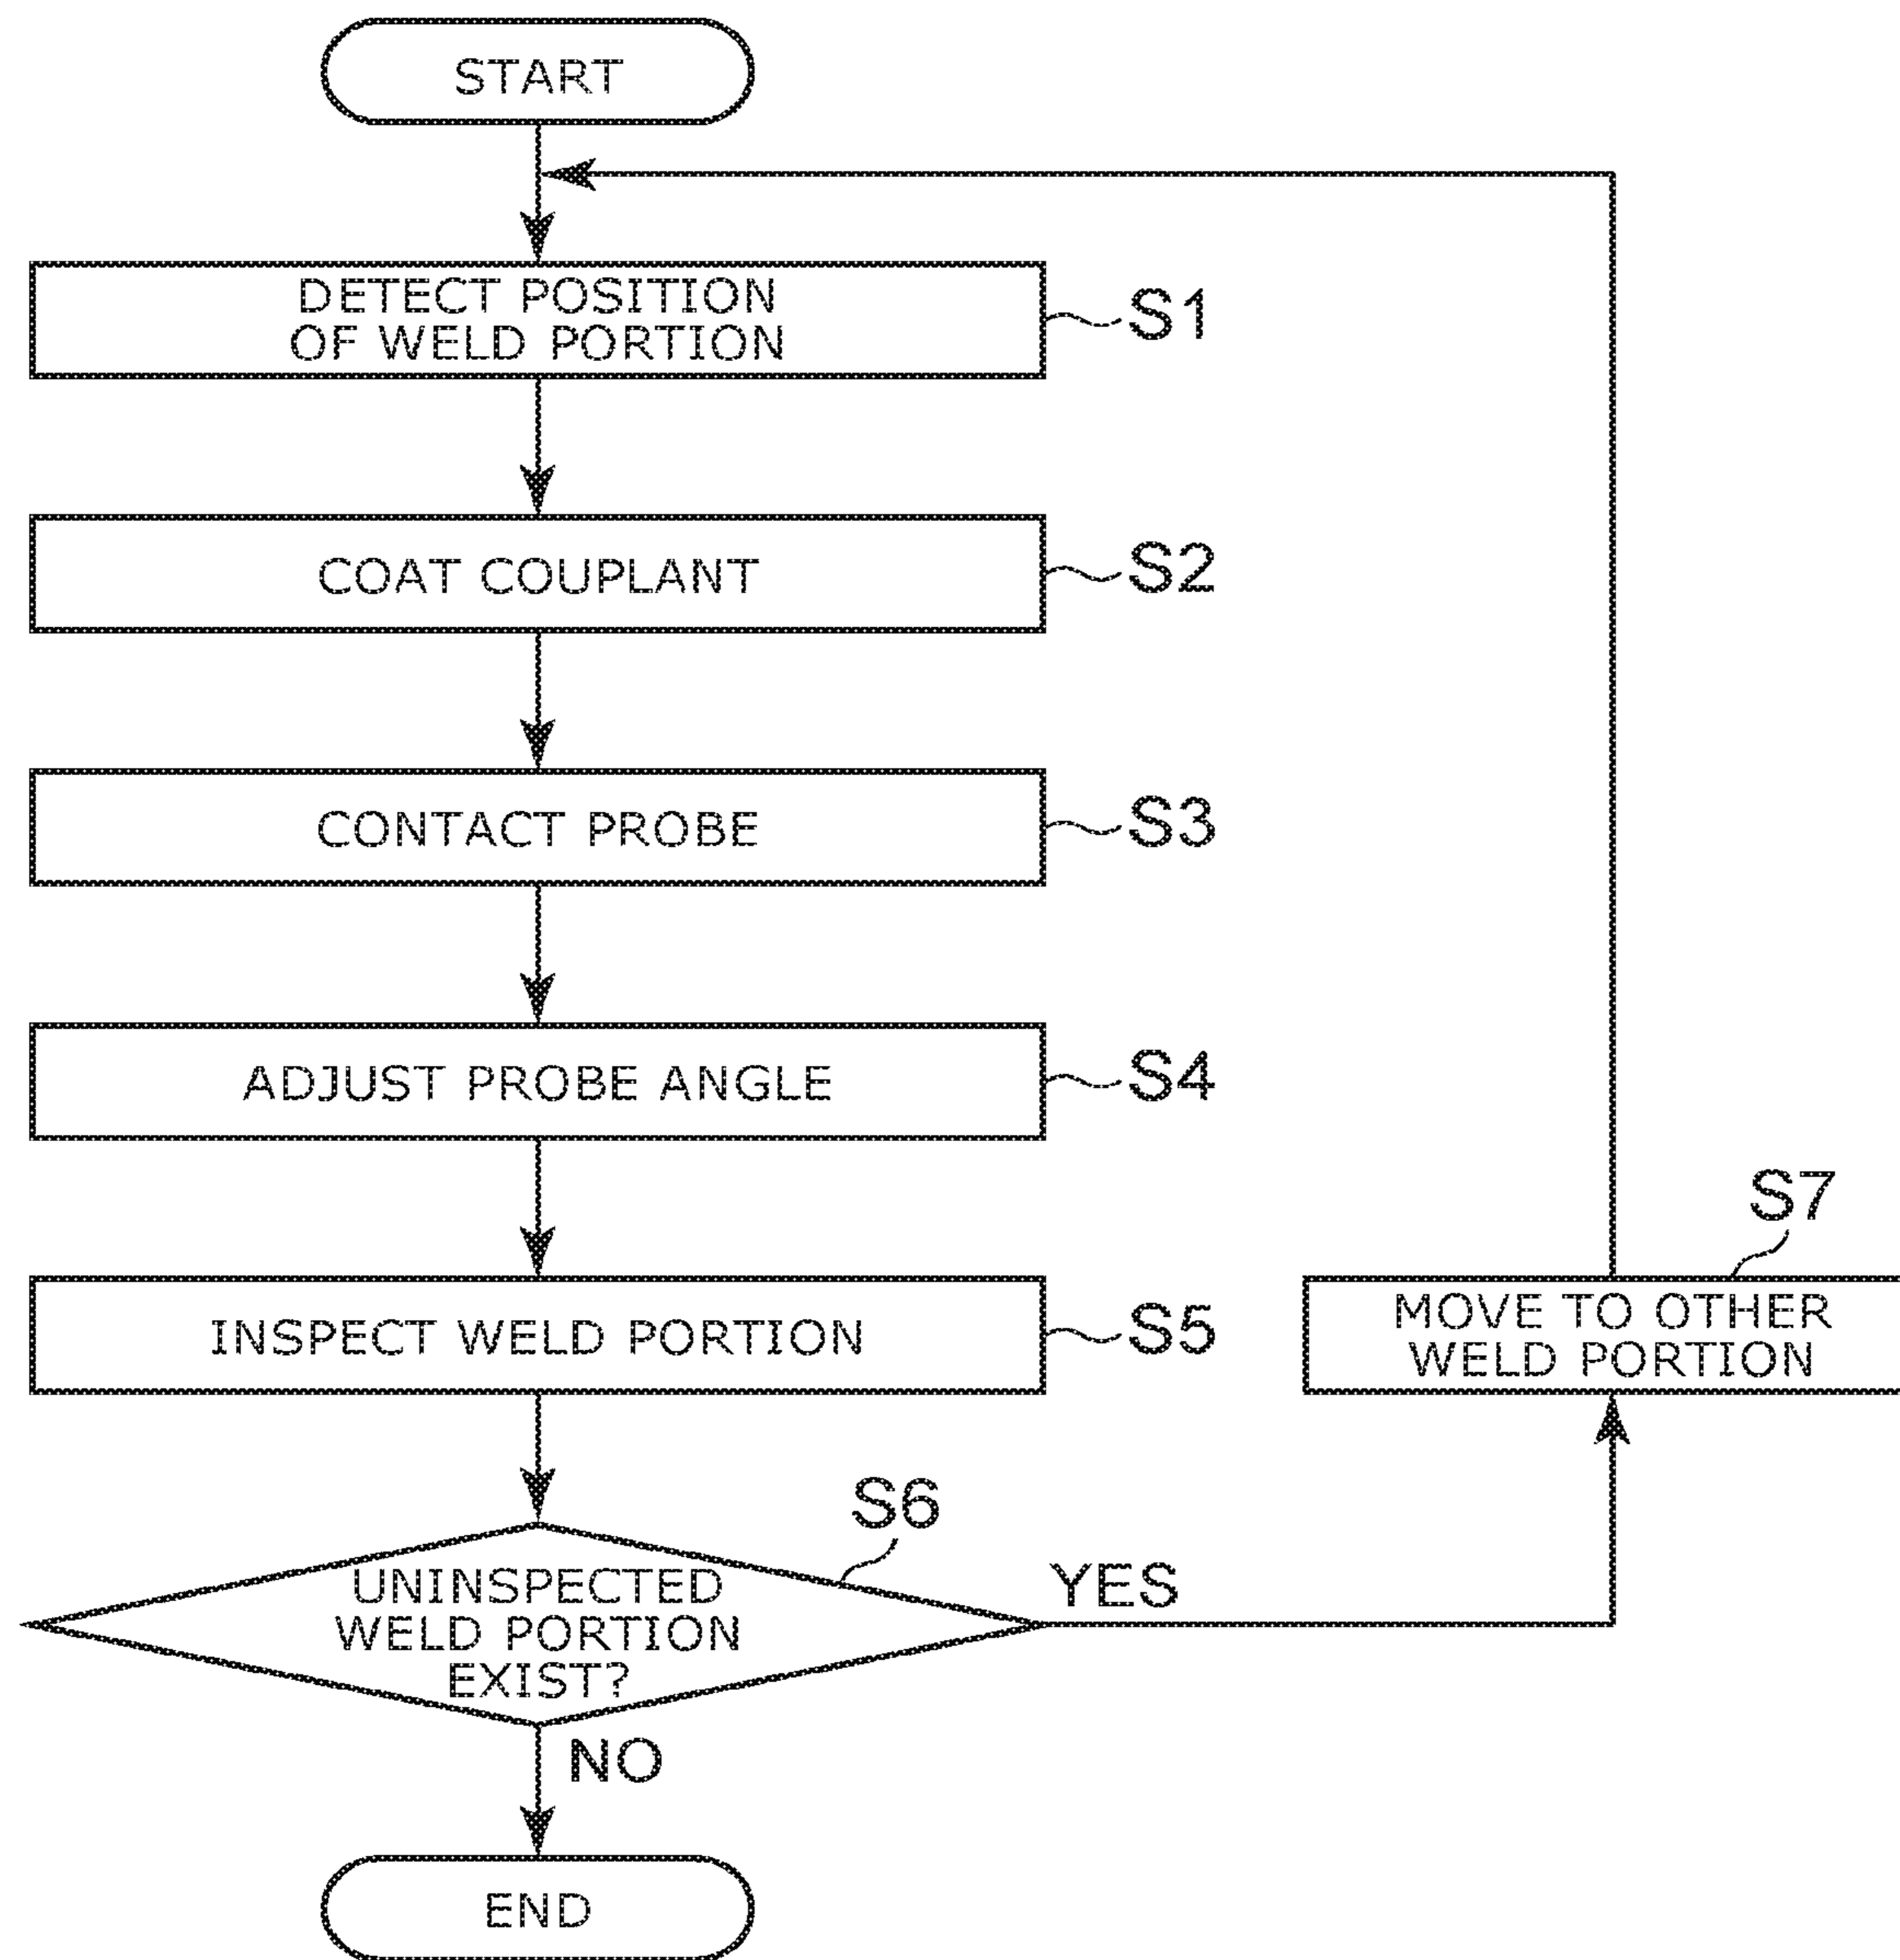 START
DETECT POSITION
OF WELD PORTION
S1
COAT COUPLANT
S2
CONTACT PROBE
S3
ADJUST PROBE ANGLE
S4
INSPECT WELD PORTION
S5
S7
MOVE TO OTHER
WELD PORTION
S6
UNINSPECTED
WELD PORTION
EXIST?
YES
NO
END